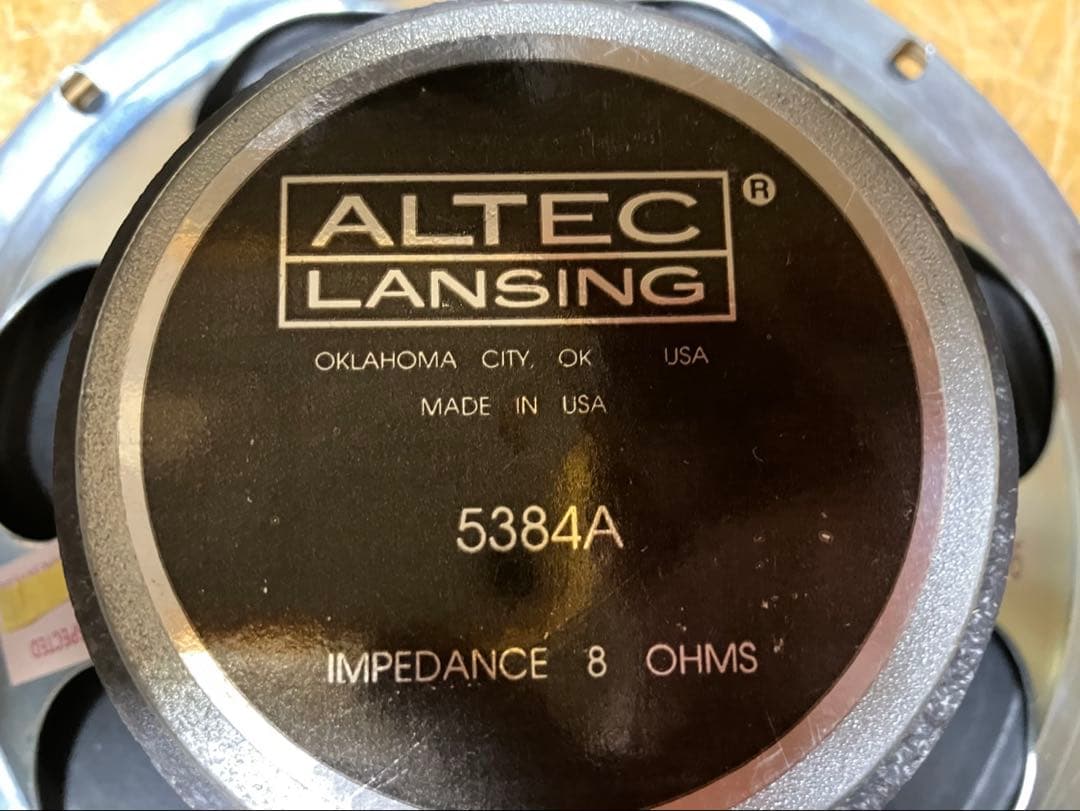 ALTEC ®
LANSING
OKLAHOMA CITY, OK USA
MADE IN USA
5384A
IMPEDANCE 8 OHMS